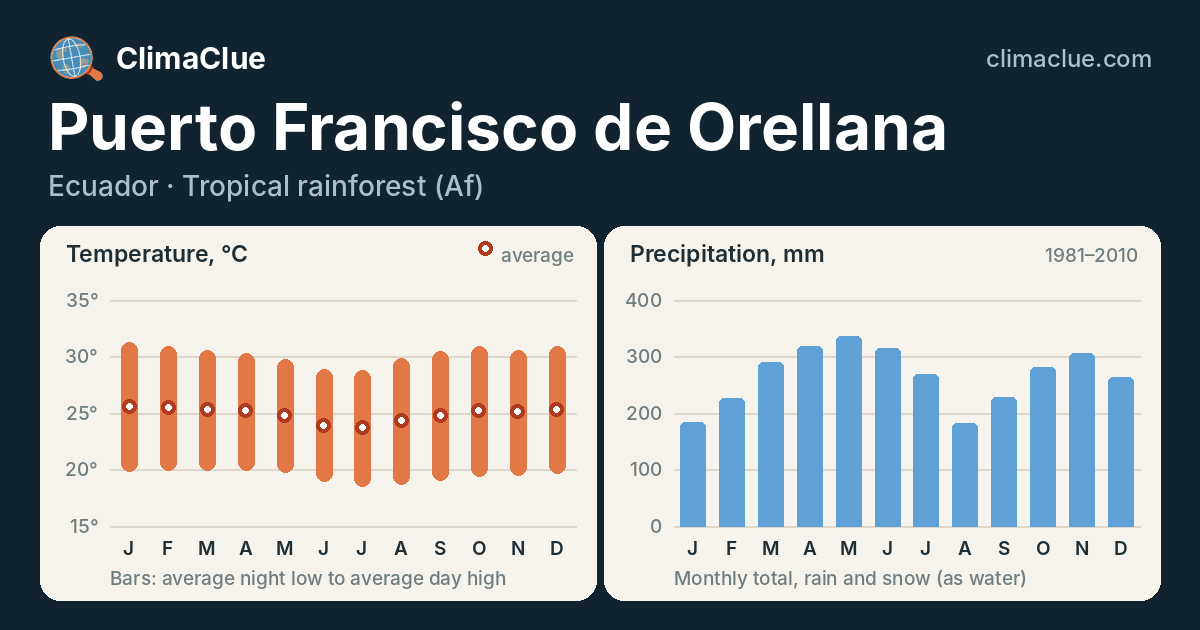 ClimaClue
climaclue.com
Puerto Francisco de Orellana
Ecuador · Tropical rainforest (Af)
Temperature, °C
average
35°
30°
25°
20°
15°
J F M A M J J A S O N D
Bars: average night low to average day high
Precipitation, mm
1981–2010
400
300
200
100
0
J F M A M J J A S O N D
Monthly total, rain and snow (as water)